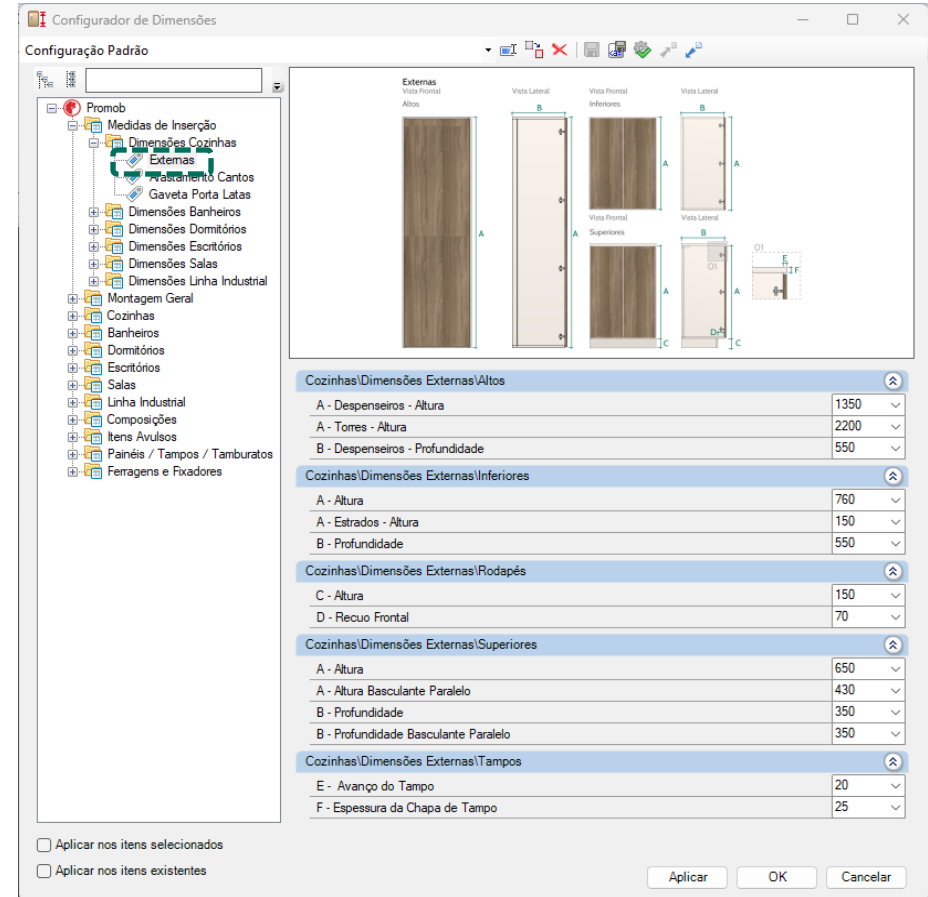 Configurador de Dimensões
Configuração Padrão
Promob
Medidas de Inserção
Dimensões Cozinhas
Externas
Afastamento Cantos
Gaveta Porta Latas
Dimensões Banheiros
Dimensões Dormitórios
Dimensões Escritórios
Dimensões Salas
Dimensões Linha Industrial
Montagem Geral
Cozinhas
Banheiros
Dormitórios
Escritórios
Salas
Linha Industrial
Composições
Itens Avulsos
Painéis / Tampos / Tamburatos
Ferragens e Fixadores
Externas
Vista Frontal Vista Lateral Vista Frontal Vista Lateral
Altos B Inferiores B
A A
Vista Frontal Vista Lateral
A A Superiores B
O1 O1 E F
A A
D
C C
Cozinhas\Dimensões Externas\Altos
A - Despenseiros - Altura 1350
A - Torres - Altura 2200
B - Despenseiros - Profundidade 550
Cozinhas\Dimensões Externas\Inferiores
A - Altura 760
A - Estrados - Altura 150
B - Profundidade 550
Cozinhas\Dimensões Externas\Rodapés
C - Altura 150
D - Recuo Frontal 70
Cozinhas\Dimensões Externas\Superiores
A - Altura 650
A - Altura Basculante Paralelo 430
B - Profundidade 350
B - Profundidade Basculante Paralelo 350
Cozinhas\Dimensões Externas\Tampos
E - Avanço do Tampo 20
F - Espessura da Chapa de Tampo 25
Aplicar nos itens selecionados
Aplicar nos itens existentes
Aplicar OK Cancelar